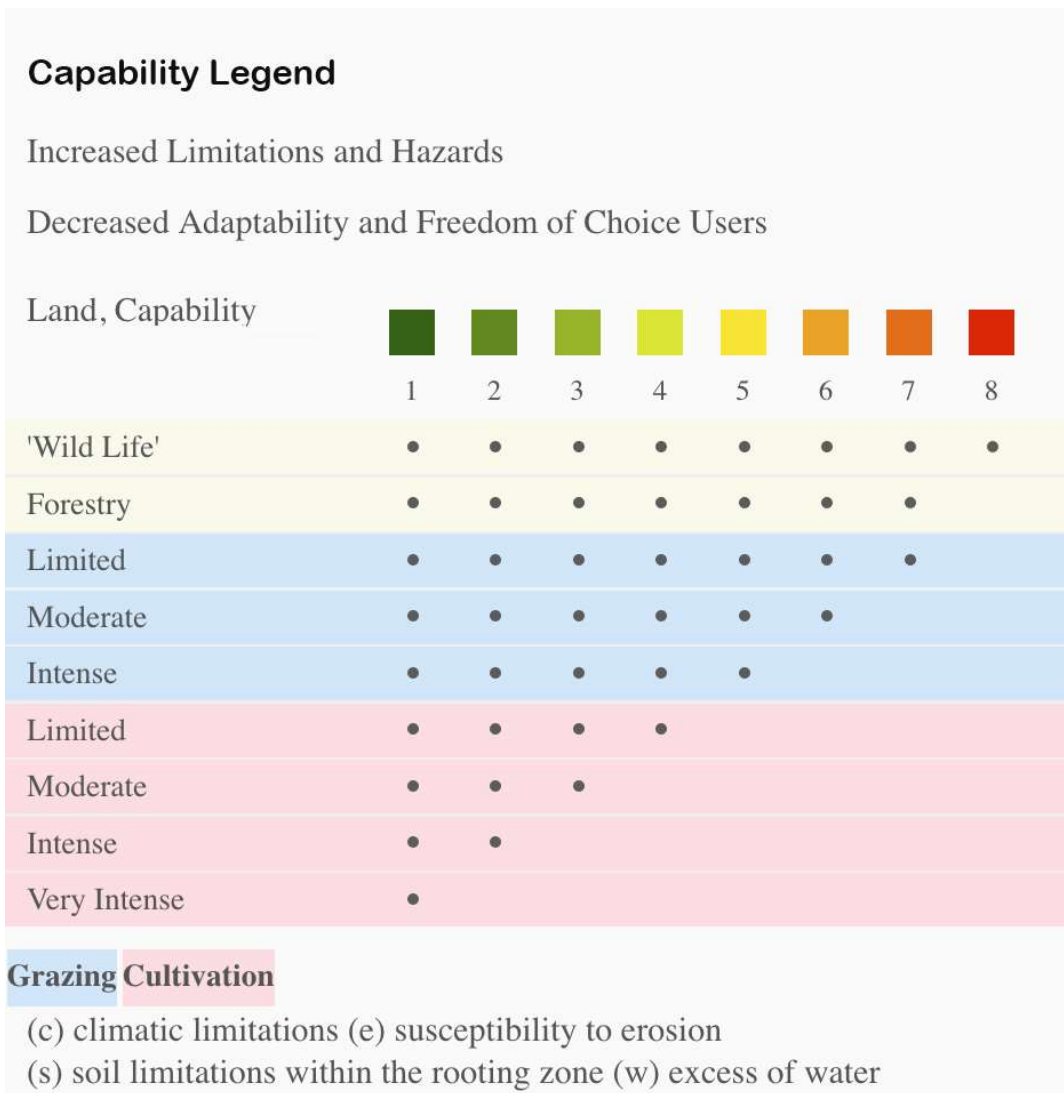 Capability Legend
Increased Limitations and Hazards
Decreased Adaptability and Freedom of Choice Users
Land, Capability
1 2 3 4 5 6 7 8
'Wild Life'
Forestry
Limited
Moderate
Intense
Limited
Moderate
Intense
Very Intense
Grazing Cultivation
(c) climatic limitations (e) susceptibility to erosion
(s) soil limitations within the rooting zone (w) excess of water